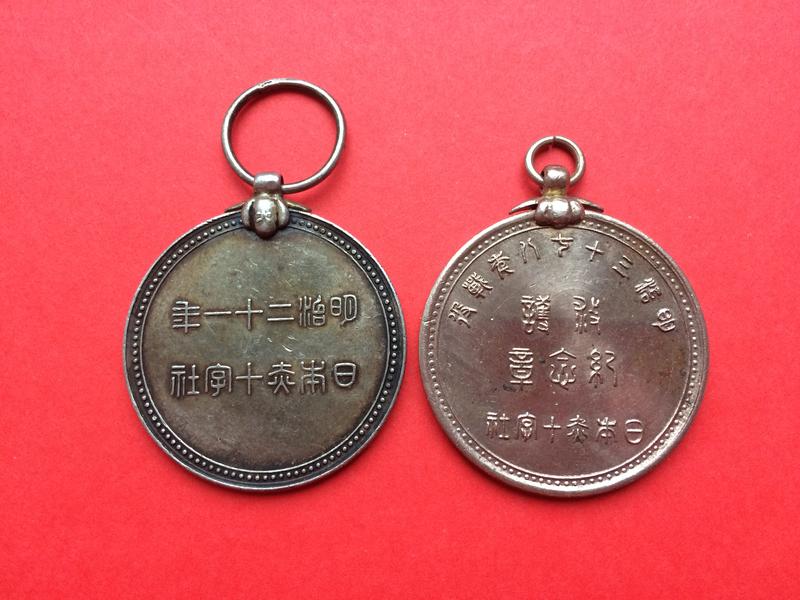 明治二十一年
日本赤十字社
明治三十七八年戰役
救護
紀念章
日本赤十字社